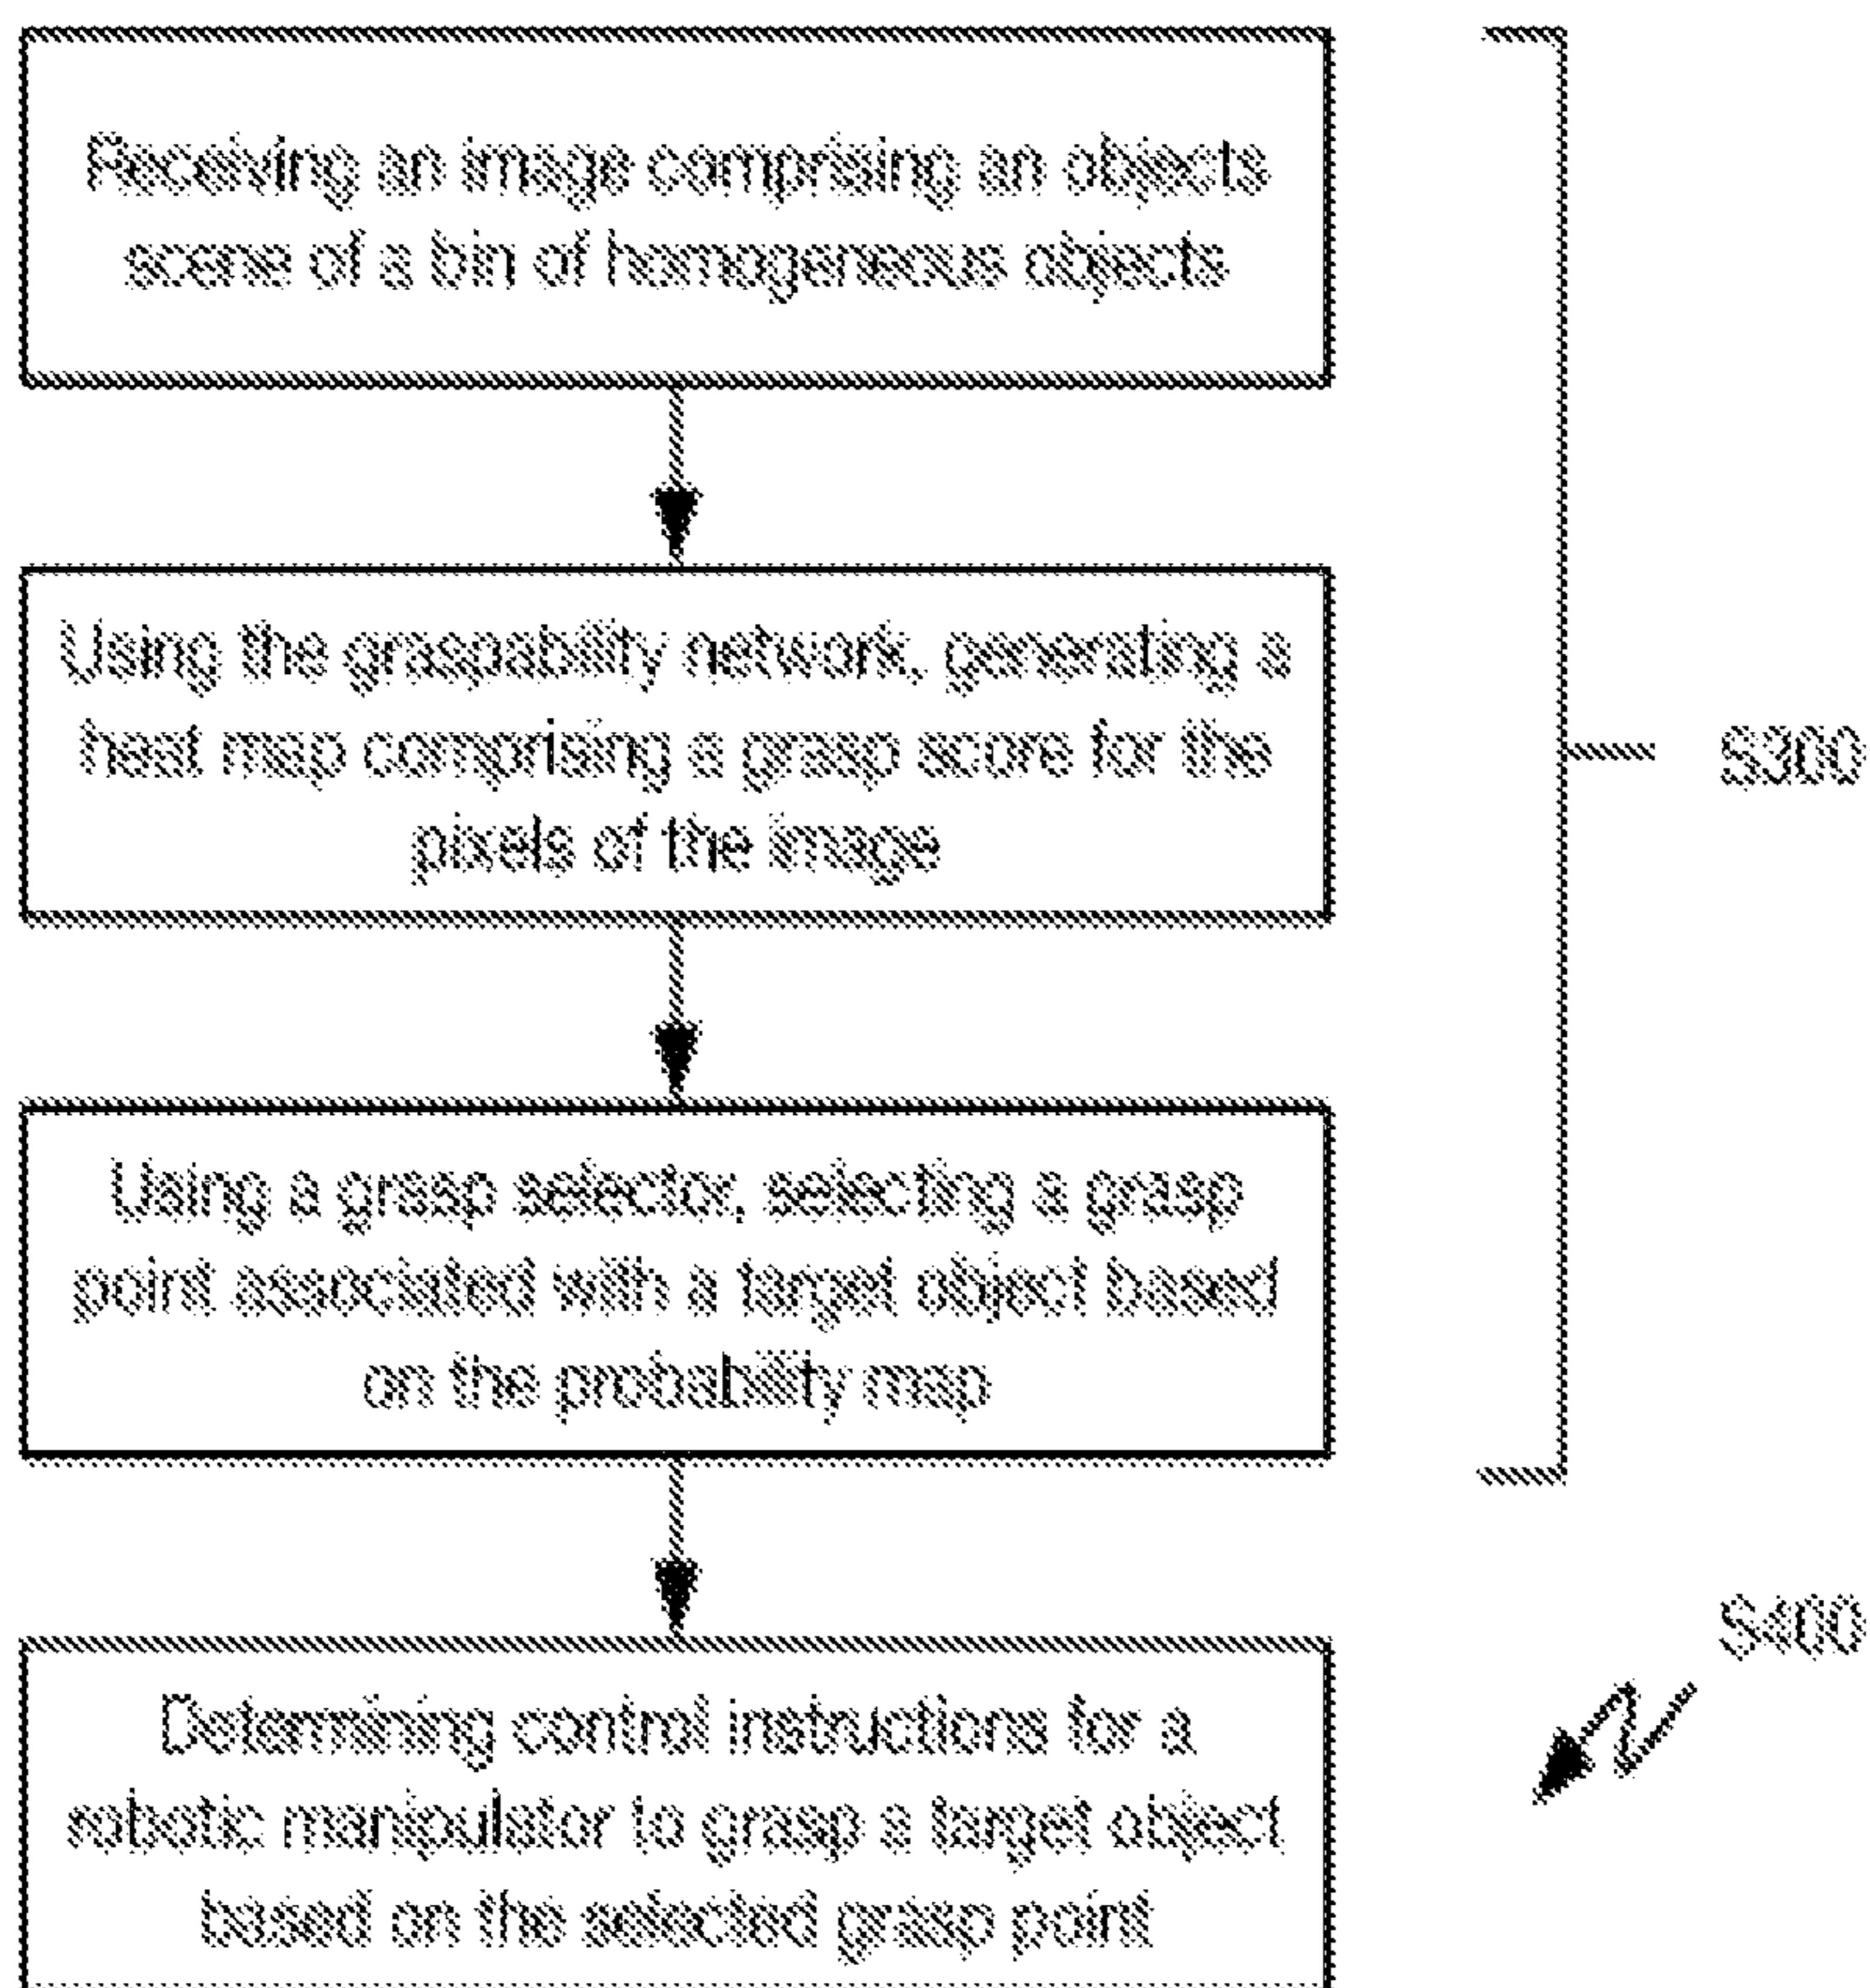 Receiving an image comprising an objects
scene of a bin of homogeneous objects
Using the graspability network, generating a
heat map comprising a grasp score for the
pixels of the image
S300
Using a grasp selector, selecting a grasp
point associated with a target object based
on the probability map
S400
Determining control instructions for a
robotic manipulator to grasp a target object
based on the selected grasp point